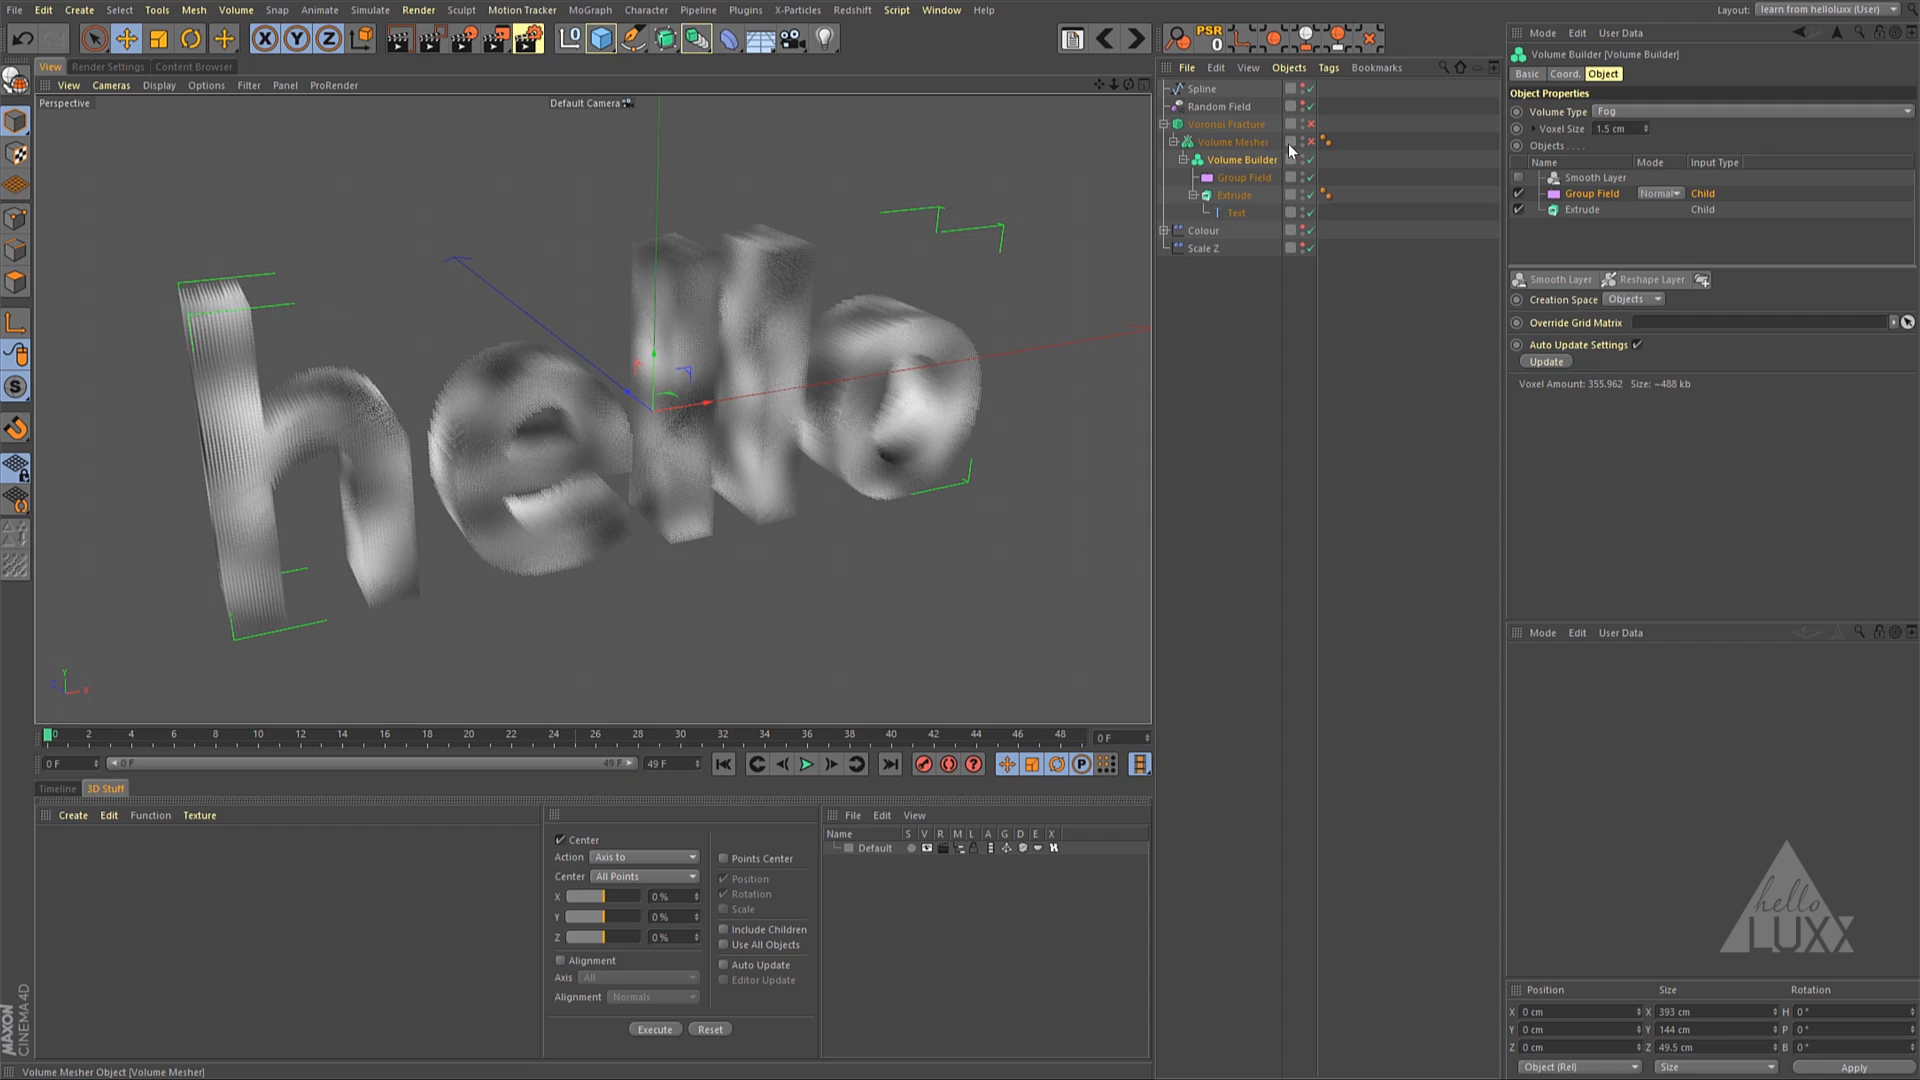 File Edit Create Select Tools Mesh Volume Snap Animate Simulate Render Sculpt Motion Tracker MoGraph Character Pipeline Plugins X-Particles Redshift Script Window Help Layout: learn from helloluxx (User)
X Y Z PSR 0
View Render Settings Content Browser
View Cameras Display Options Filter Panel ProRender
Perspective
Default Camera
hello
File Edit View Objects Tags Bookmarks
Spline
Random Field
Voronoi Fracture
Volume Mesher
Volume Builder
Group Field
Extrude
Text
Colour
Scale Z
Mode Edit User Data
Volume Builder [Volume Builder]
Basic Coord. Object
Object Properties
Volume Type Fog
Voxel Size 1.5 cm
Objects . . . .
Name Mode Input Type
Smooth Layer
Group Field Normal Child
Extrude Child
Smooth Layer Reshape Layer
Creation Space Objects
Override Grid Matrix
Auto Update Settings
Update
Voxel Amount: 355.962 Size: ~488 kb
Mode Edit User Data
0 2 4 6 8 10 12 14 16 18 20 22 24 26 28 30 32 34 36 38 40 42 44 46 48 0 F
0 F 0 F 49 F 49 F
Timeline 3D Stuff
Create Edit Function Texture
Center
Action Axis to
Center All Points
X 0 %
Y 0 %
Z 0 %
Alignment
Axis All
Alignment Normals
Points Center
Position
Rotation
Scale
Include Children
Use All Objects
Auto Update
Editor Update
Execute Reset
File Edit View
Name S V R M L A G D E X
Default
hello
LUXX
Position Size Rotation
X 0 cm X 393 cm H 0 °
Y 0 cm Y 144 cm P 0 °
Z 0 cm Z 49.5 cm B 0 °
Object (Rel) Size Apply
MAXON
CINEMA 4D
Volume Mesher Object [Volume Mesher]